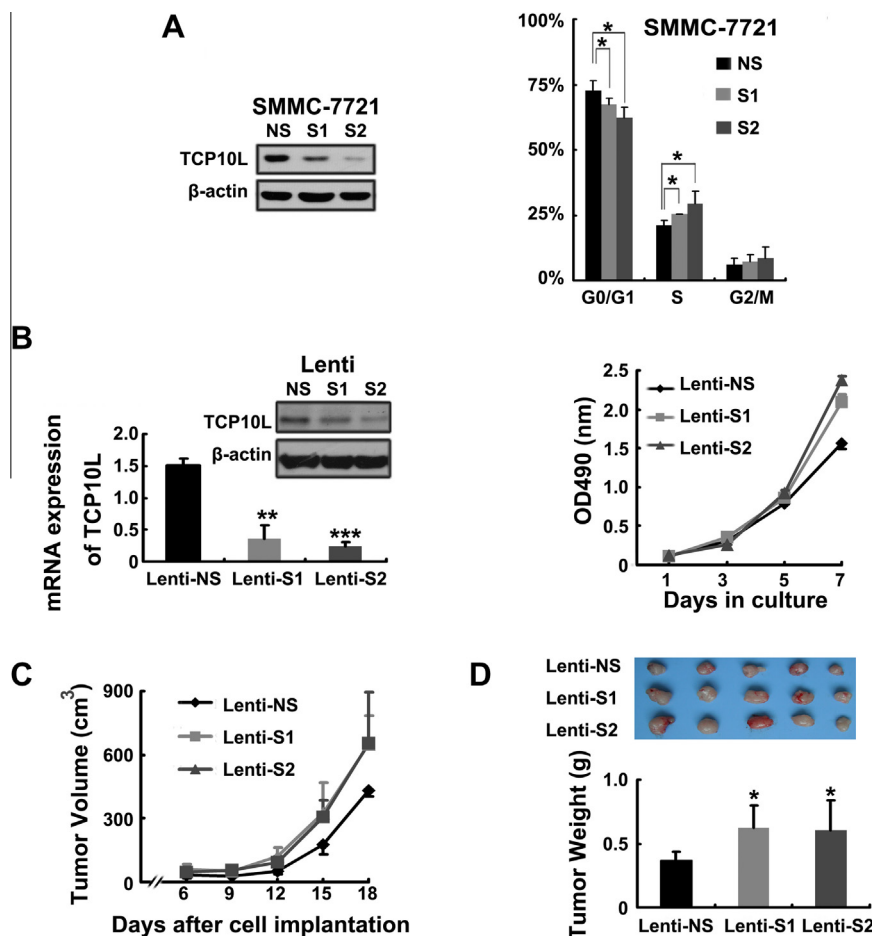 A
SMMC-7721
NS S1 S2
TCP10L
β-actin
SMMC-7721
100%
75%
50%
25%
0%
* * * *
NS
S1
S2
G0/G1 S G2/M
B
Lenti
NS S1 S2
TCP10L
β-actin
mRNA expression
of TCP10L
2.0
1.5
1.0
0.5
0
** ***
Lenti-NS Lenti-S1 Lenti-S2
OD490 (nm)
2.5
2.0
1.5
1.0
0.5
0
Lenti-NS
Lenti-S1
Lenti-S2
1 3 5 7
Days in culture
C
Tumor Volume (cm3)
900
600
300
0
Lenti-NS
Lenti-S1
Lenti-S2
6 9 12 15 18
Days after cell implantation
D
Lenti-NS
Lenti-S1
Lenti-S2
Tumor Weight (g)
1.0
0.5
0
* *
Lenti-NS Lenti-S1 Lenti-S2